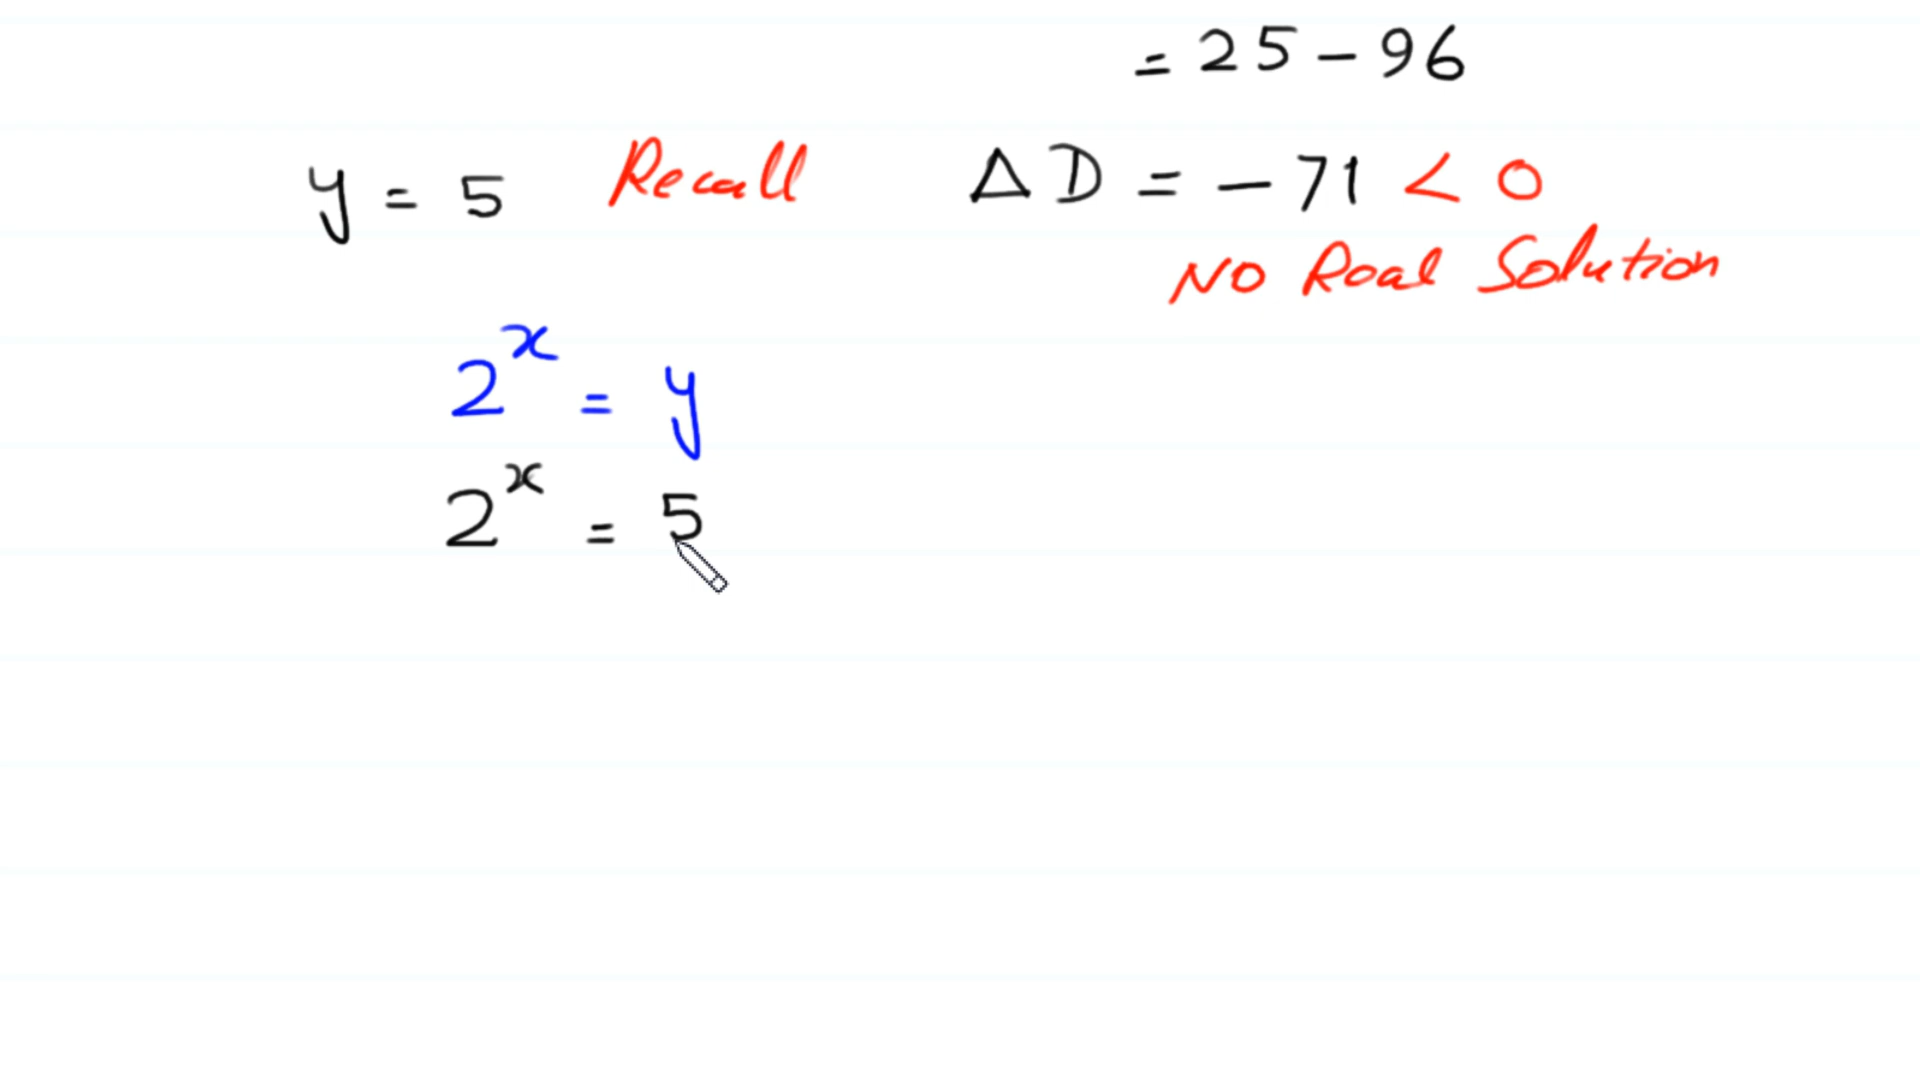 = 25 - 96
y = 5 Recall ΔD = - 71 < 0
No Real Solution
2^x = y
2^x = 5